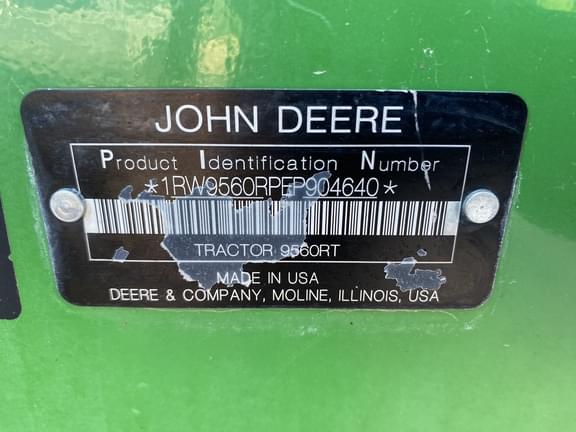 JOHN DEERE
Product Identification Number
*1RW9560RPEP904640*
TRACTOR 9560RT
MADE IN USA
DEERE & COMPANY, MOLINE, ILLINOIS, USA